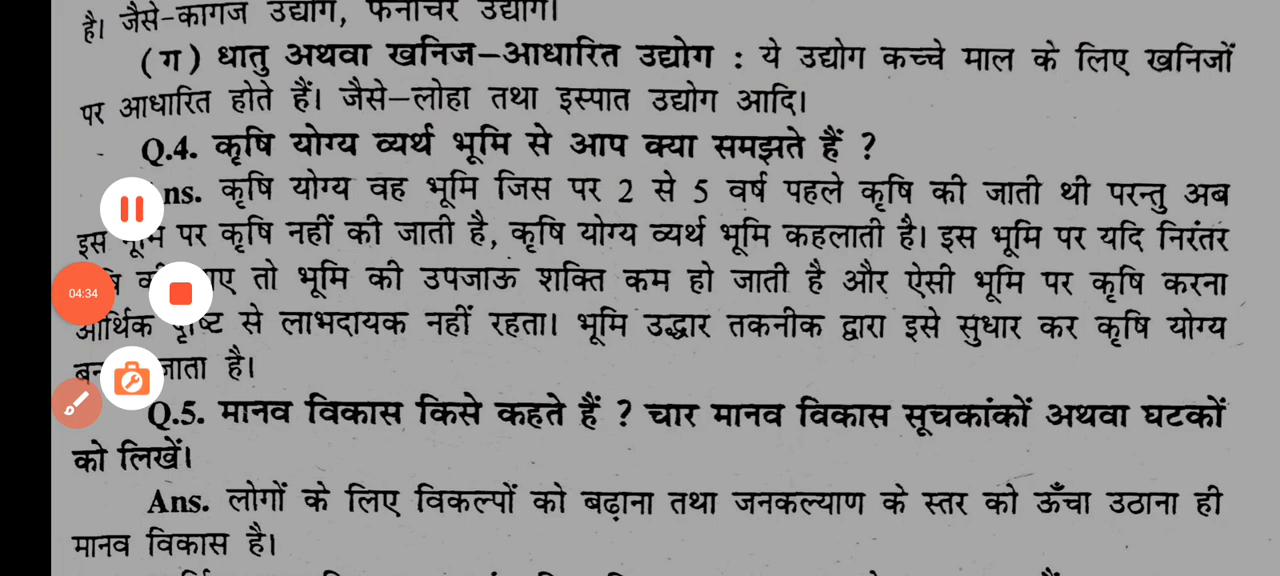 है। जैसे-कागज उद्योग, फर्नीचर उद्योग।
(ग) धातु अथवा खनिज-आधारित उद्योग : ये उद्योग कच्चे माल के लिए खनिजों
पर आधारित होते हैं। जैसे-लोहा तथा इस्पात उद्योग आदि।
Q.4. कृषि योग्य व्यर्थ भूमि से आप क्या समझते हैं ?
ns. कृषि योग्य वह भूमि जिस पर 2 से 5 वर्ष पहले कृषि की जाती थी परन्तु अब
इस भूमि पर कृषि नहीं की जाती है, कृषि योग्य व्यर्थ भूमि कहलाती है। इस भूमि पर यदि निरंतर
तो भूमि की उपजाऊ शक्ति कम हो जाती है और ऐसी भूमि पर कृषि करना
04:34
आर्थिक दृष्टि से लाभदायक नहीं रहता। भूमि उद्धार तकनीक द्वारा इसे सुधार कर कृषि योग्य
जाता है।
Q.5. मानव विकास किसे कहते हैं ? चार मानव विकास सूचकांकों अथवा घटकों
को लिखें।
Ans. लोगों के लिए विकल्पों को बढ़ाना तथा जनकल्याण के स्तर को ऊँचा उठाना ही
मानव विकास है।